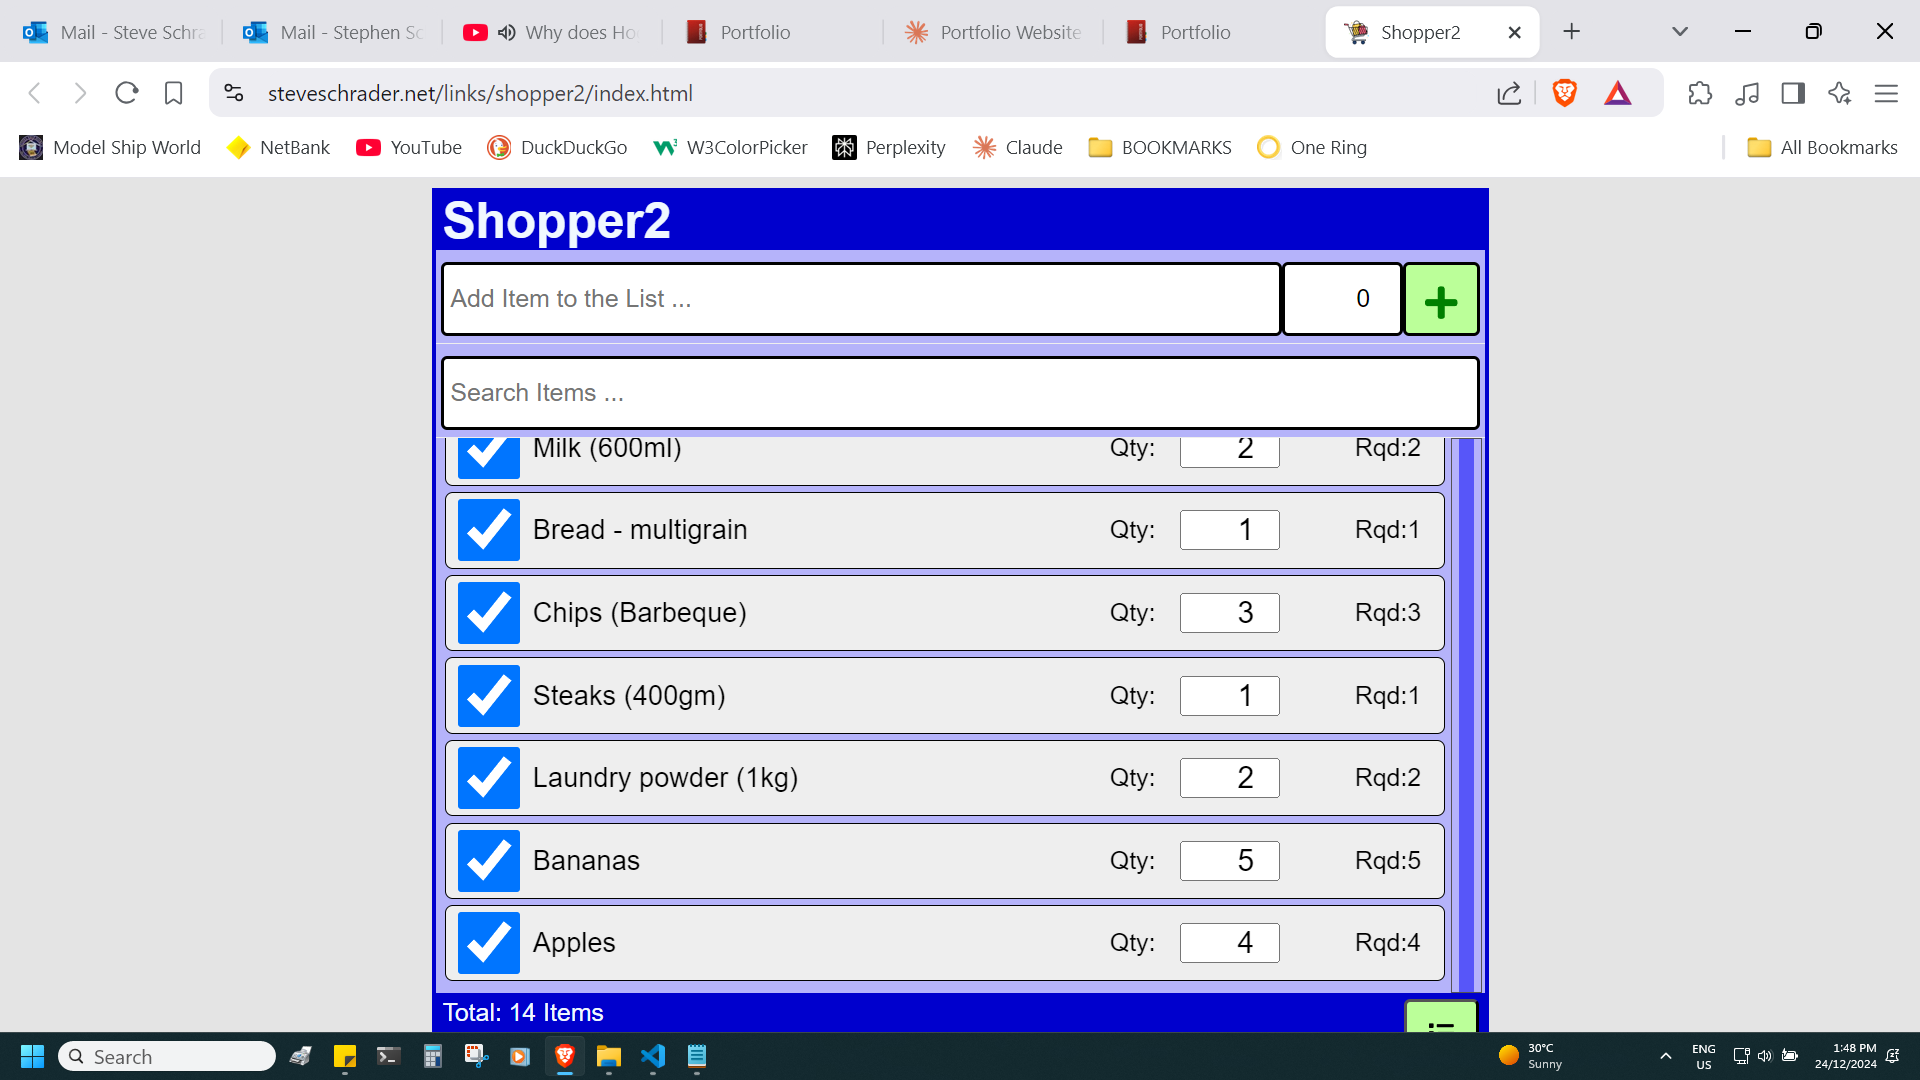 Mail - Steve Schra
Mail - Stephen Sc
Why does Ho
Portfolio
Portfolio Website
Portfolio
Shopper2
steveschrader.net/links/shopper2/index.html
Model Ship World
NetBank
YouTube
DuckDuckGo
W3ColorPicker
Perplexity
Claude
BOOKMARKS
One Ring
All Bookmarks
Shopper2
Add Item to the List ...
0
Search Items ...
Milk (600ml) Qty: 2 Rqd:2
Bread - multigrain Qty: 1 Rqd:1
Chips (Barbeque) Qty: 3 Rqd:3
Steaks (400gm) Qty: 1 Rqd:1
Laundry powder (1kg) Qty: 2 Rqd:2
Bananas Qty: 5 Rqd:5
Apples Qty: 4 Rqd:4
Total: 14 Items
Search
30°C
Sunny
ENG
US
1:48 PM
24/12/2024